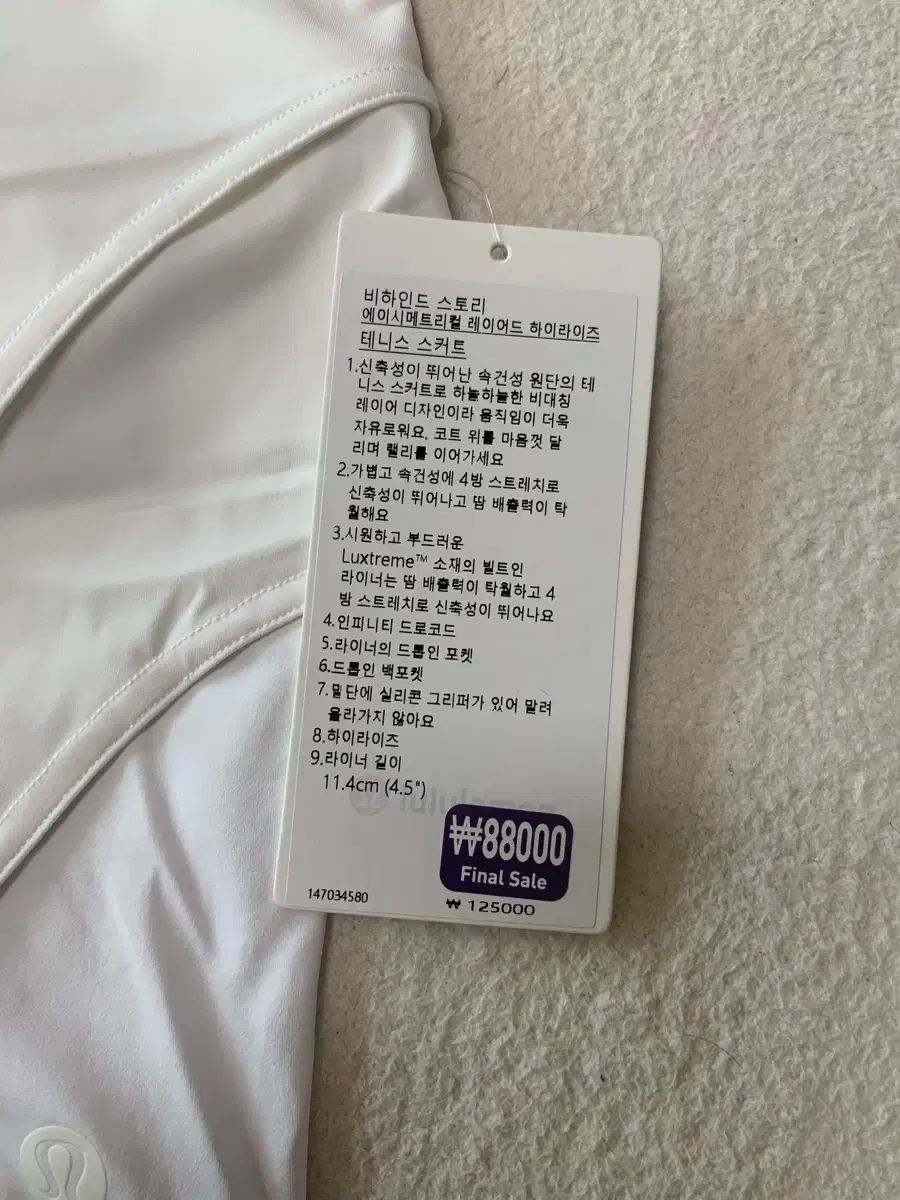 비하인드 스토리
에이시메트리컬 레이어드 하이라이즈
테니스 스커트
1.신축성이 뛰어난 속건성 원단의 테
니스 스커트로 하늘하늘한 비대칭
레이어 디자인이라 움직임이 더욱
자유로워요. 코트 위를 마음껏 달
리며 랠리를 이어가세요
2.가볍고 속건성에 4방 스트레치로
신축성이 뛰어나고 땀 배출력이 탁
월해요
3.시원하고 부드러운
Luxtreme™ 소재의 빌트인
라이너는 땀 배출력이 탁월하고 4
방 스트레치로 신축성이 뛰어나요
4.인피니티 드로코드
5.라이너의 드롭인 포켓
6.드롭인 백포켓
7.밑단에 실리콘 그리퍼가 있어 말려
올라가지 않아요
8.하이라이즈
9.라이너 길이
11.4cm (4.5")
lululemon
₩88000
Final Sale
147034580
₩ 125000